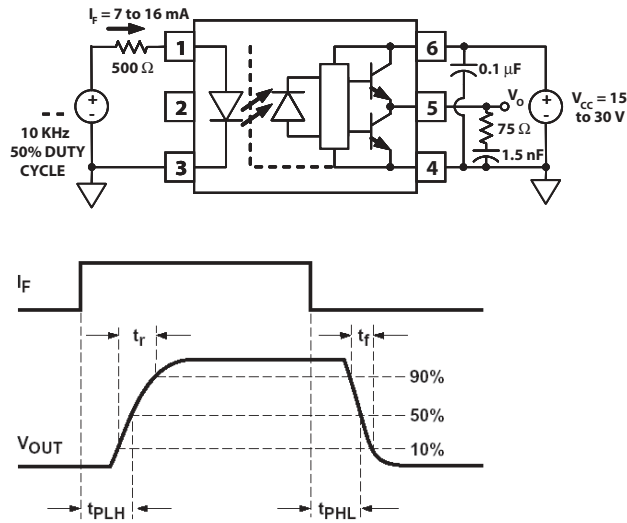 I_F = 7 to 16 mA
500 Ω
1
2
3
6
5
4
0.1 μF
V_O
V_CC = 15
to 30 V
75 Ω
1.5 nF
+
-
+
-
10 KHz
50% DUTY
CYCLE
I_F
t_r
t_f
90%
50%
10%
V_OUT
t_PLH
t_PHL